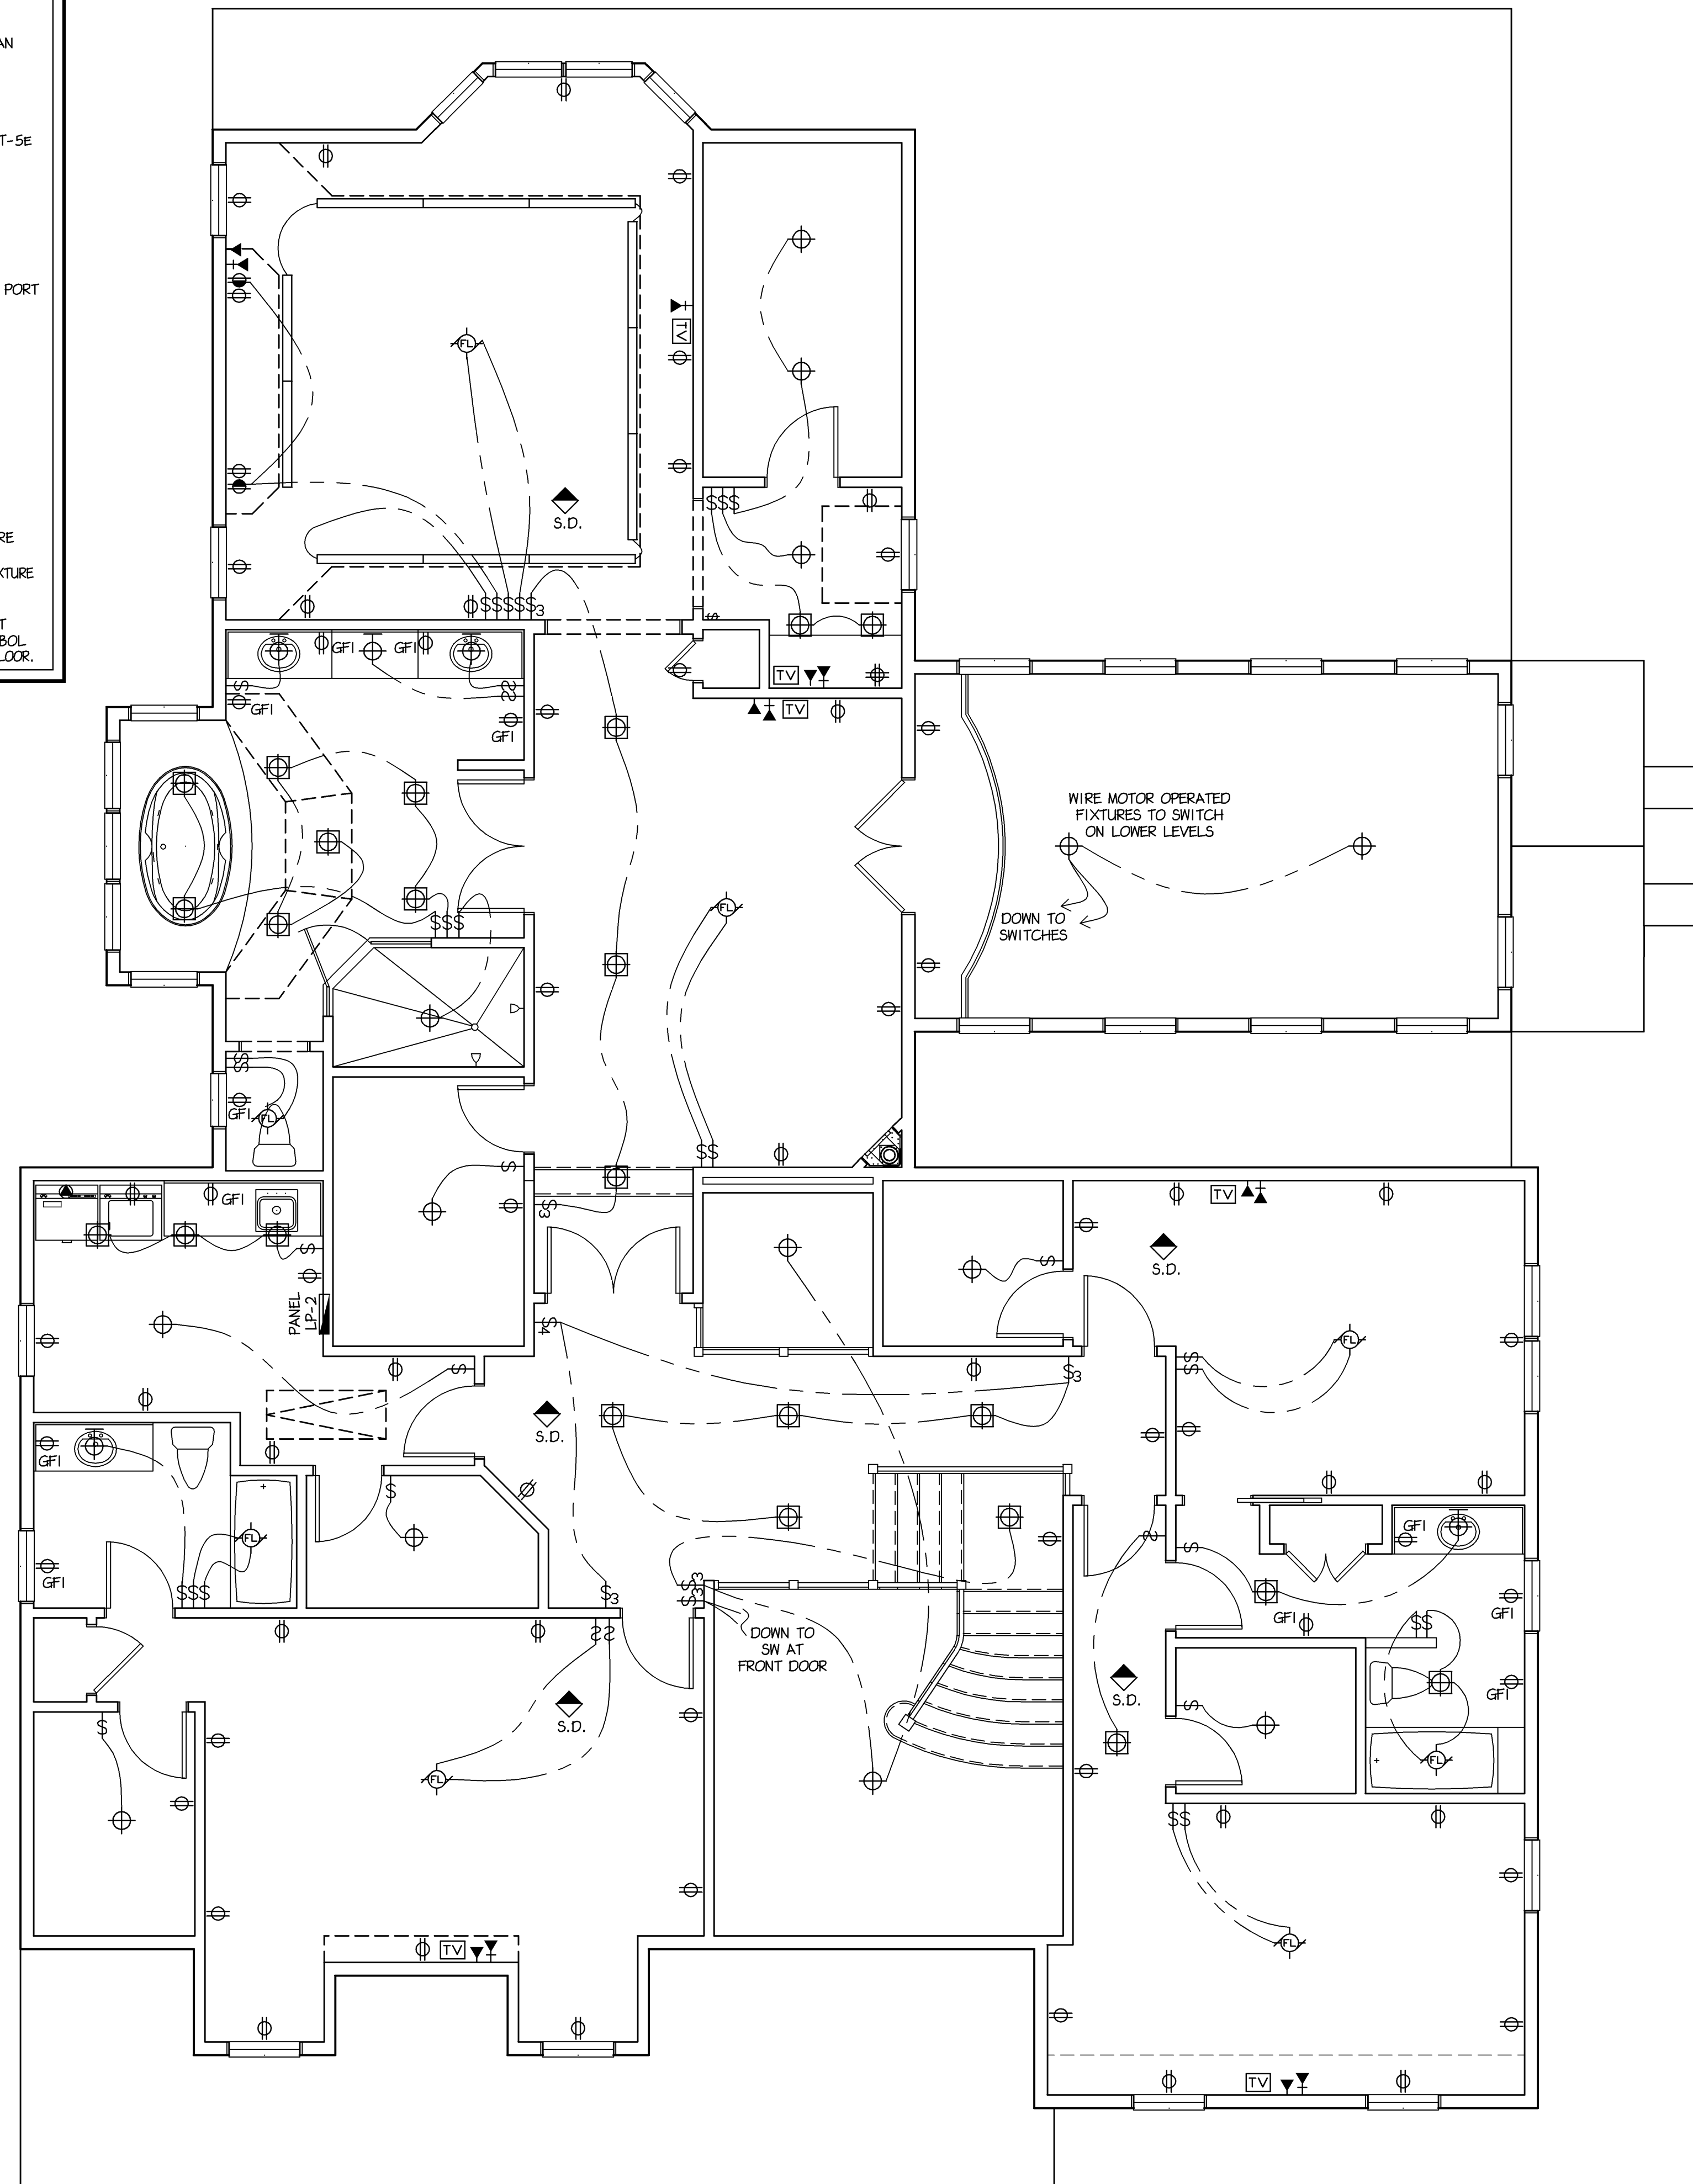 AN
T-5E
PORT
RE
XTURE
T
BOL
LOOR.
TV
S.D.
$$$
$$$$$3
GFI GFI
$
$$
GFI
GFI
$
TV
TV
WIRE MOTOR OPERATED
FIXTURES TO SWITCH
ON LOWER LEVELS
DOWN TO
SWITCHES
$$$
FL
FL
$$
GFI
FL
$$
$
$3
GFI
$
PANEL
LP-2
TV
S.D.
$
$4
FL
$
$3
$$
S.D.
GFI
$
GFI
FL
$$$
$3
$3
$3
$
$
GFI
GFI
GFI
$$
GFI
DOWN TO
SW AT
FRONT DOOR
$$
S.D.
S.D.
$
$
FL
FL
$$
FL
TV
TV